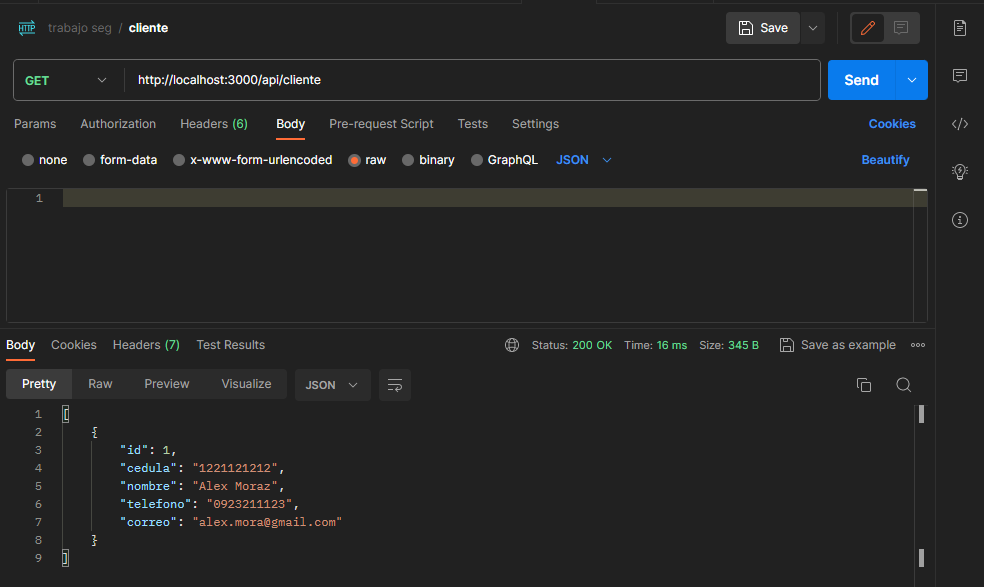 HTTP trabajo seg / cliente Save
GET http://localhost:3000/api/cliente Send
Params Authorization Headers (6) Body Pre-request Script Tests Settings Cookies
none form-data x-www-form-urlencoded raw binary GraphQL JSON Beautify
1
Body Cookies Headers (7) Test Results Status: 200 OK Time: 16 ms Size: 345 B Save as example
Pretty Raw Preview Visualize JSON
1 [
2 {
3 "id": 1,
4 "cedula": "1221121212",
5 "nombre": "Alex Moraz",
6 "telefono": "0923211123",
7 "correo": "alex.mora@gmail.com"
8 }
9 ]